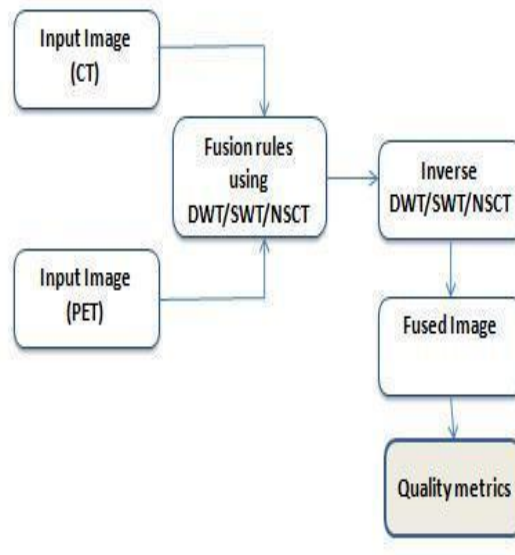 Input Image
(CT)
Fusion rules
using
DWT/SWT/NSCT
Inverse
DWT/SWT/NSCT
Input Image
(PET)
Fused Image
Quality metrics